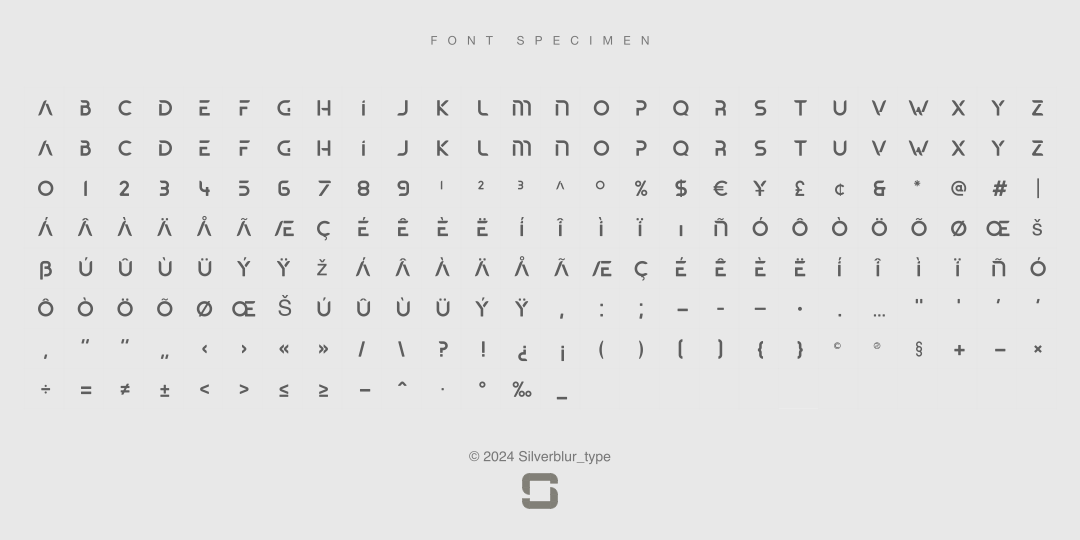 FONT SPECIMEN
A B C D E F G H i J K L M N O P Q R S T U V W X Y Z
A B C D E F G H i J K L M N O P Q R S T U V W X Y Z
0 1 2 3 4 5 6 7 8 9 ¹ ² ³ ^ ° % $ € ¥ £ ¢ & * @ # |
Á Â À Ä Å Ã Æ Ç É Ê È Ë Í Î Ì Ï ı Ñ Ó Ô Ò Ö Õ Ø Œ š
ß Ú Û Ù Ü Ý Ÿ ž Á Â À Ä Å Ã Æ Ç É Ê È Ë Í Î Ì Ï Ñ Ó
Ô Ò Ö Õ Ø Œ Š Ú Û Ù Ü Ý Ÿ , : ; – - – — • . … " ' ‘ ’
‚ “ ” „ ‹ › « » / \ ? ! ¿ ¡ ( ) [ ] { } © ® § + − ×
÷ = ≠ ± < > ≤ ≥ − ^ · ° ‰ _
© 2024 Silverblur_type